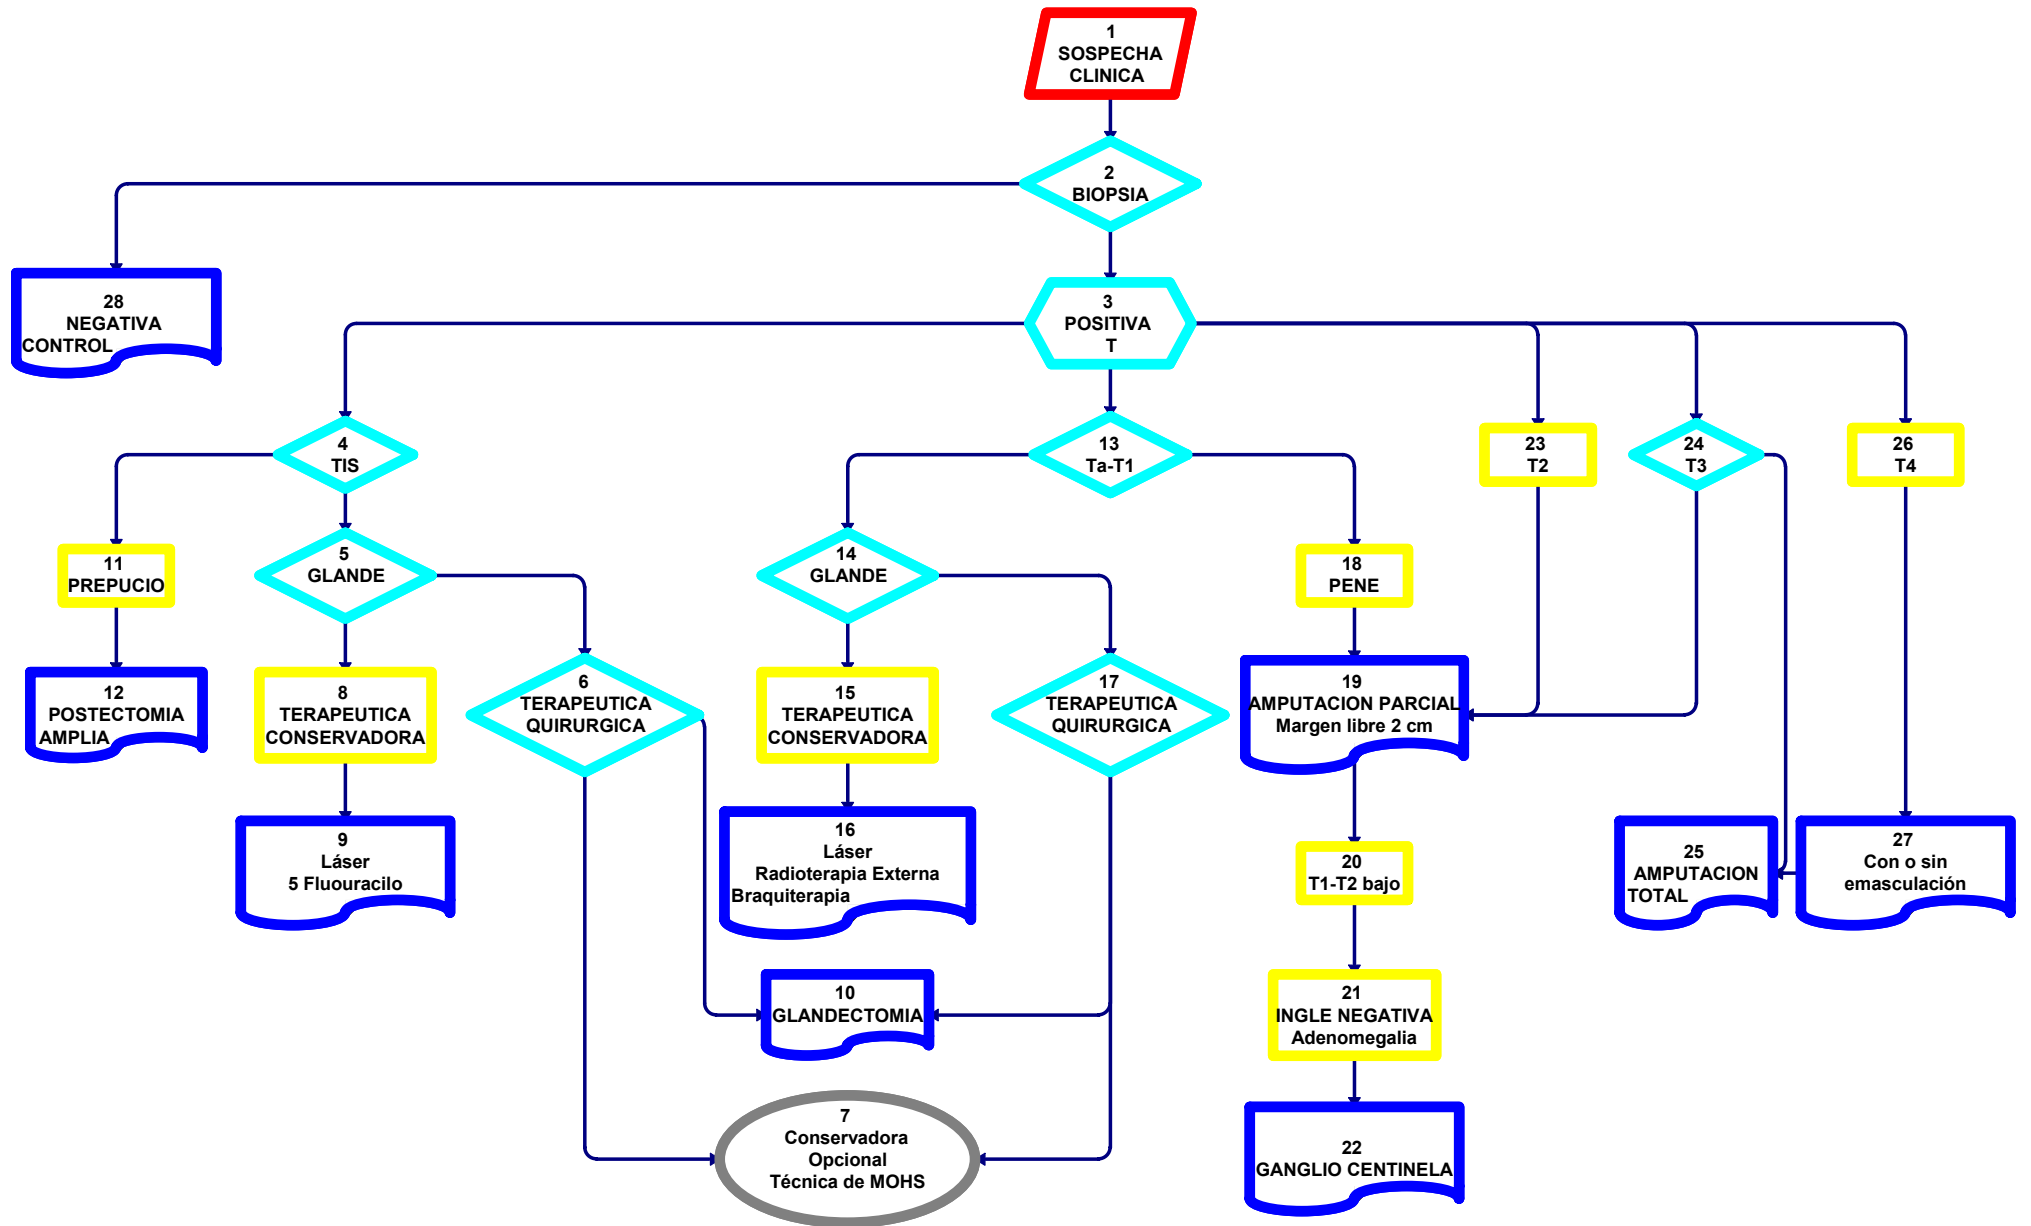 1
SOSPECHA
CLINICA
2
BIOPSIA
28
NEGATIVA
CONTROL
3
POSITIVA
T
4
TIS
13
Ta-T1
23
T2
24
T3
26
T4
11
PREPUCIO
5
GLANDE
14
GLANDE
18
PENE
12
POSTECTOMIA
AMPLIA
8
TERAPEUTICA
CONSERVADORA
6
TERAPEUTICA
QUIRURGICA
15
TERAPEUTICA
CONSERVADORA
17
TERAPEUTICA
QUIRURGICA
19
AMPUTACION PARCIAL
Margen libre 2 cm
9
Láser
5 Fluouracilo
16
Láser
Radioterapia Externa
Braquiterapia
20
T1-T2 bajo
25
AMPUTACION
TOTAL
27
Con o sin
emasculación
10
GLANDECTOMIA
21
INGLE NEGATIVA
Adenomegalia
7
Conservadora
Opcional
Técnica de MOHS
22
GANGLIO CENTINELA